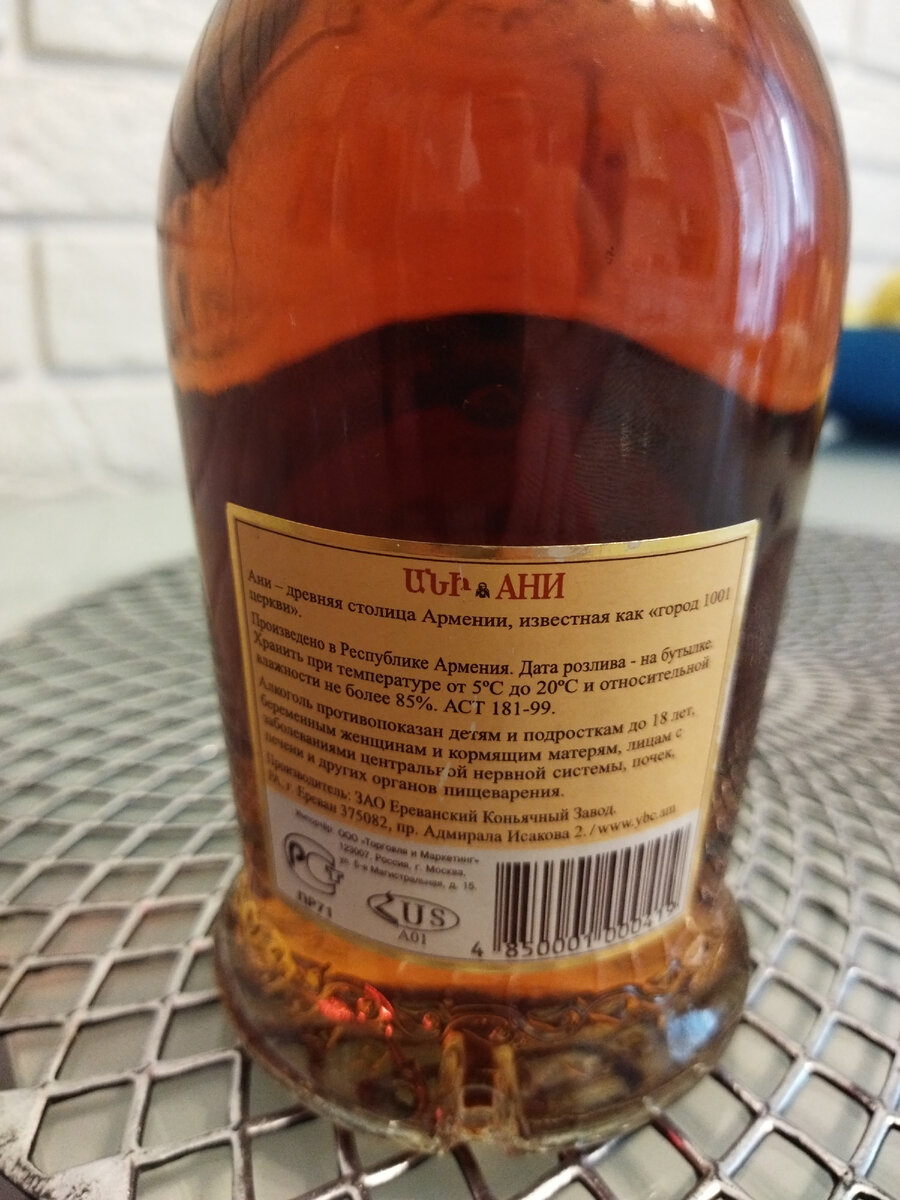 ԱՆԻ АНИ
Ани – древняя столица Армении, известная как «город 1001
церкви».
Произведено в Республике Армения. Дата розлива - на бутылке.
Хранить при температуре от 5°С до 20°С и относительной
влажности не более 85%. АСТ 181-99.
Алкоголь противопоказан детям и подросткам до 18 лет,
беременным женщинам и кормящим матерям, лицам с
заболеваниями центральной нервной системы, почек,
печени и других органов пищеварения.
Производитель: ЗАО Ереванский Коньячный Завод.
РА, г. Ереван 375082, пр. Адмирала Исакова 2./www.ybc.am
Импортёр: ООО «Торговля и Маркетинг»
123007, Россия, г. Москва,
ул. 5-я Магистральная, д. 15.
РСТ
ПР71
ՀUS
A01
4 850001 000419